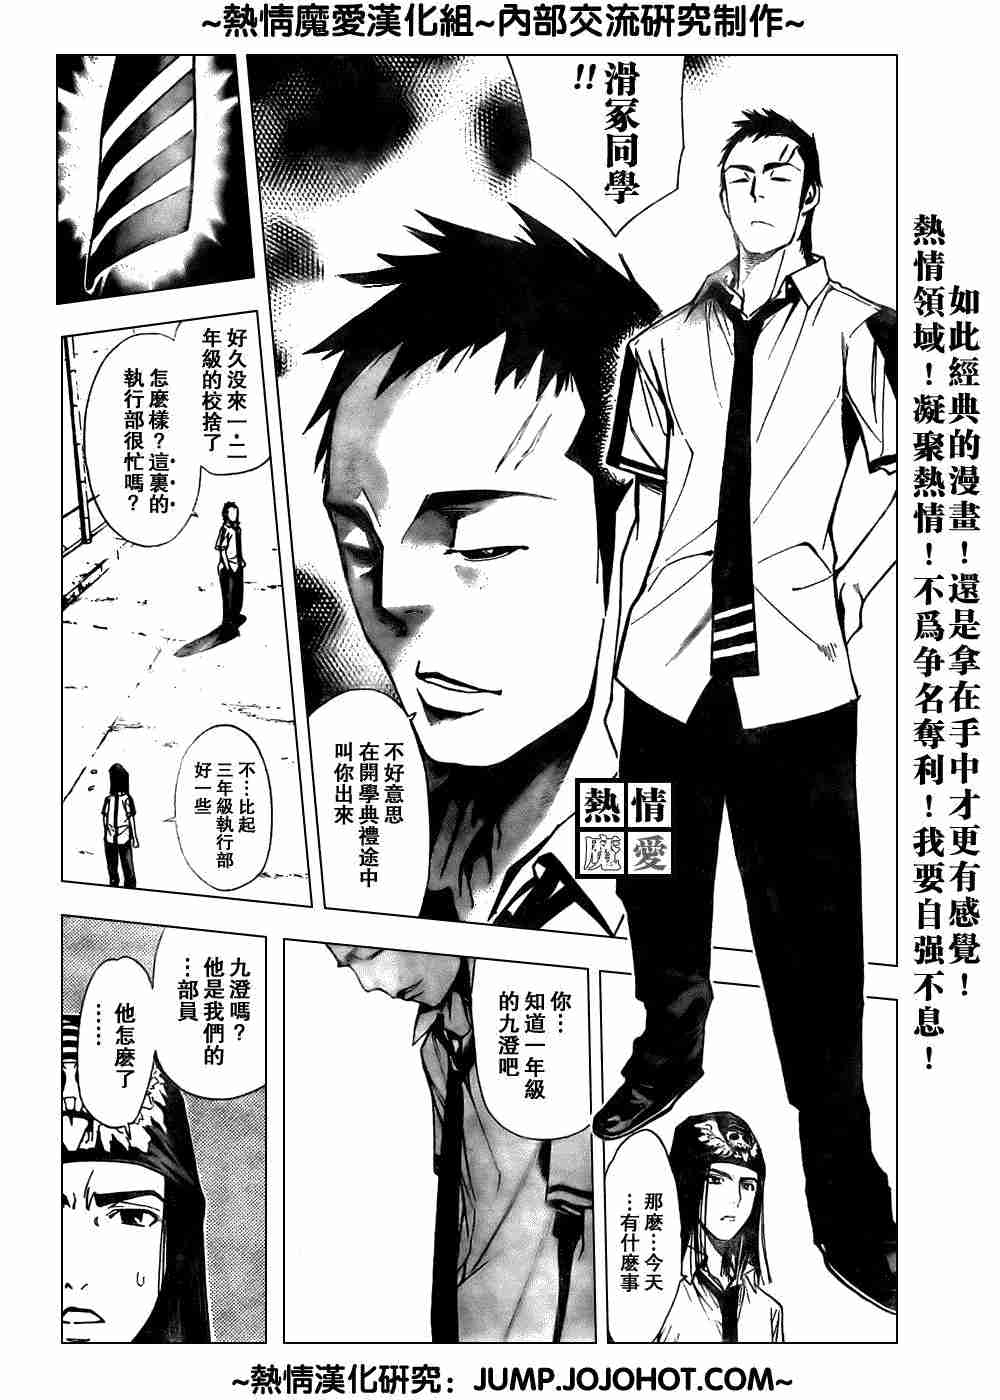 ~熱情魔愛漢化組~內部交流研究制作~
滑冢同學
!!
如此經典的漫畫！還是拿在手中才更有感覺！
熱情領域！凝聚熱情！不爲争名奪利！我要自强不息！
好久没來一・二
年級的校捨了
怎麽樣？這裏的
執行部很忙嗎？
不…比起
三年級執行部
好一些
不好意思
在開學典禮途中
叫你出來
熱情
魔愛
那麽…今天
…有什麽事
你…
知道一年級
的九澄吧
九澄嗎？
他是我們的
…部員
他怎麽了
……
~熱情漢化研究：JUMP.JOJOHOT.COM~